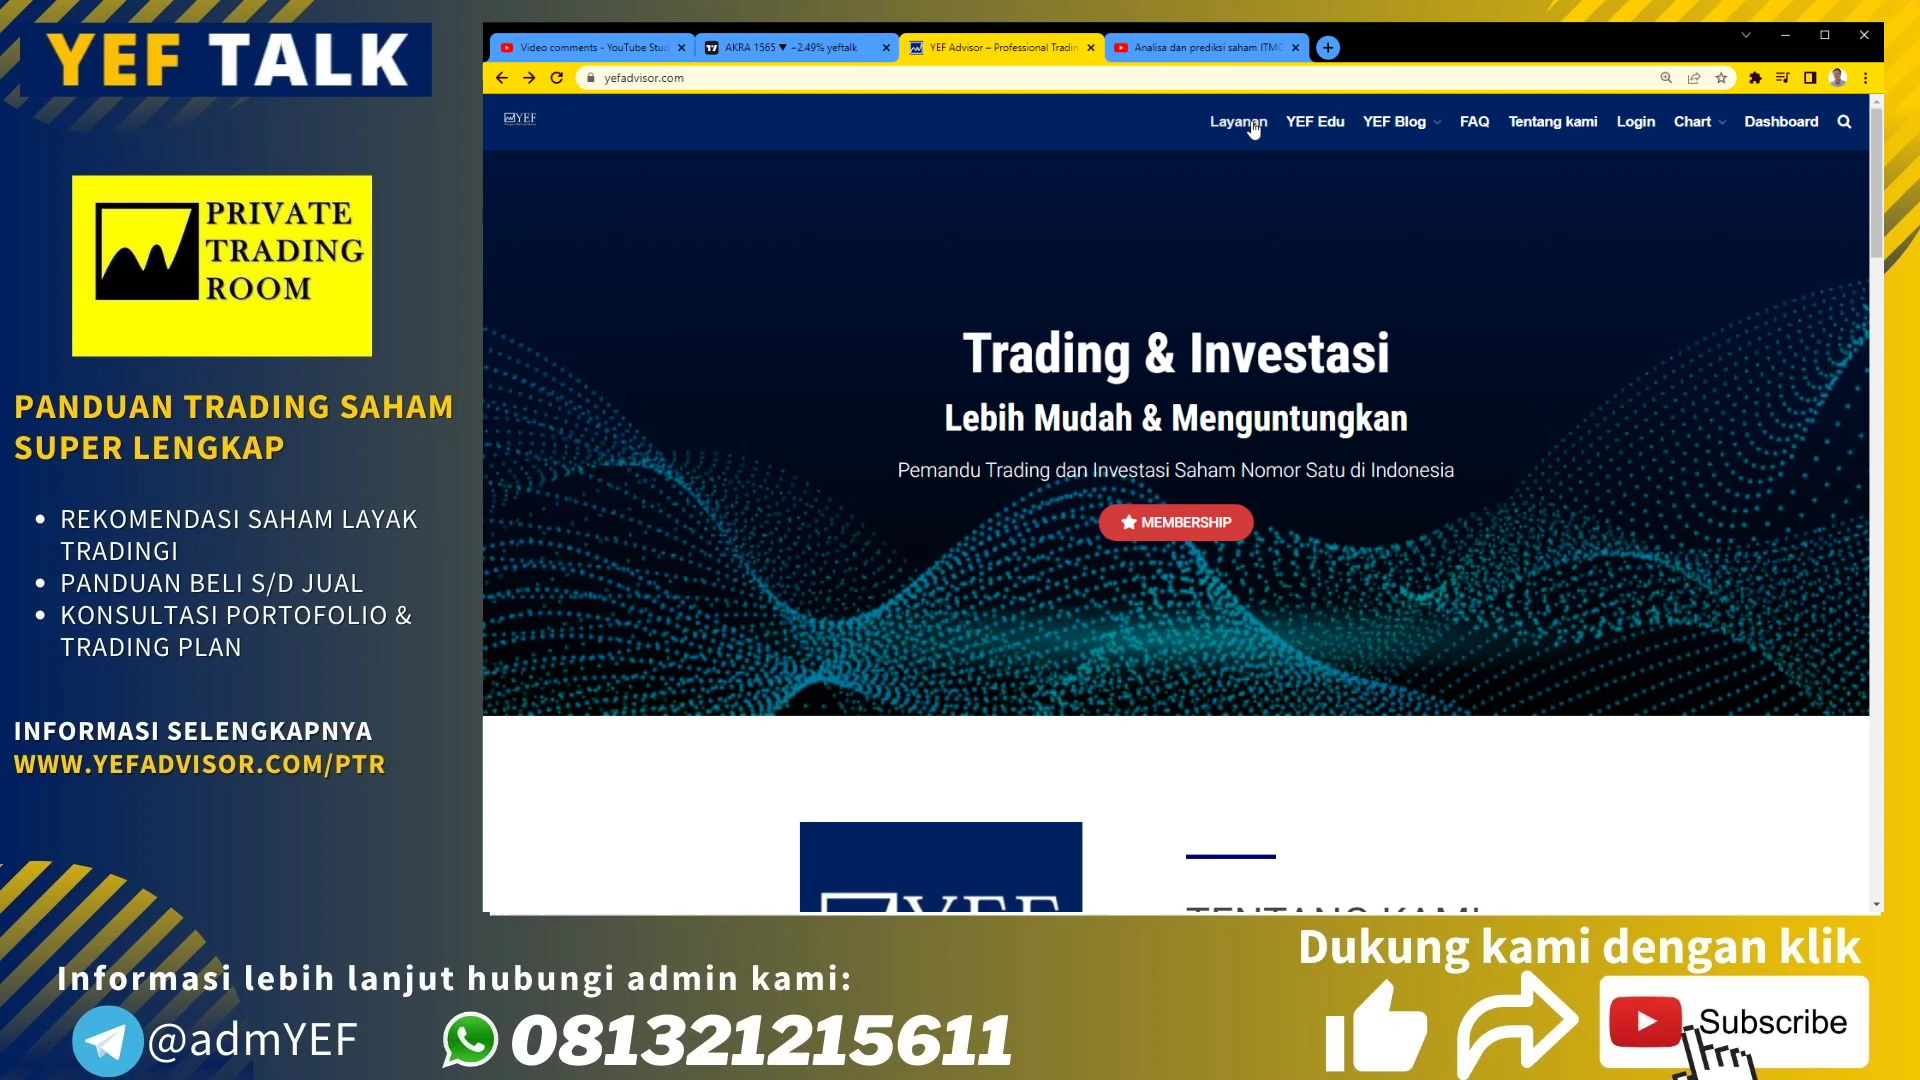 YEF TALK
PRIVATE
TRADING
ROOM
PANDUAN TRADING SAHAM
SUPER LENGKAP
• REKOMENDASI SAHAM LAYAK
TRADINGI
• PANDUAN BELI S/D JUAL
• KONSULTASI PORTOFOLIO &
TRADING PLAN
INFORMASI SELENGKAPNYA
WWW.YEFADVISOR.COM/PTR
Video comments - YouTube Stud
AKRA 1565 ▼ −2.49% yeftalk
YEF Advisor – Professional Tradin
Analisa dan prediksi saham ITMG
yefadvisor.com
YEF
Layanan YEF Edu YEF Blog FAQ Tentang kami Login Chart Dashboard
Trading & Investasi
Lebih Mudah & Menguntungkan
Pemandu Trading dan Investasi Saham Nomor Satu di Indonesia
MEMBERSHIP
YEF
TENTANG KAMI
Dukung kami dengan klik
Subscribe
Informasi lebih lanjut hubungi admin kami:
@admYEF
081321215611